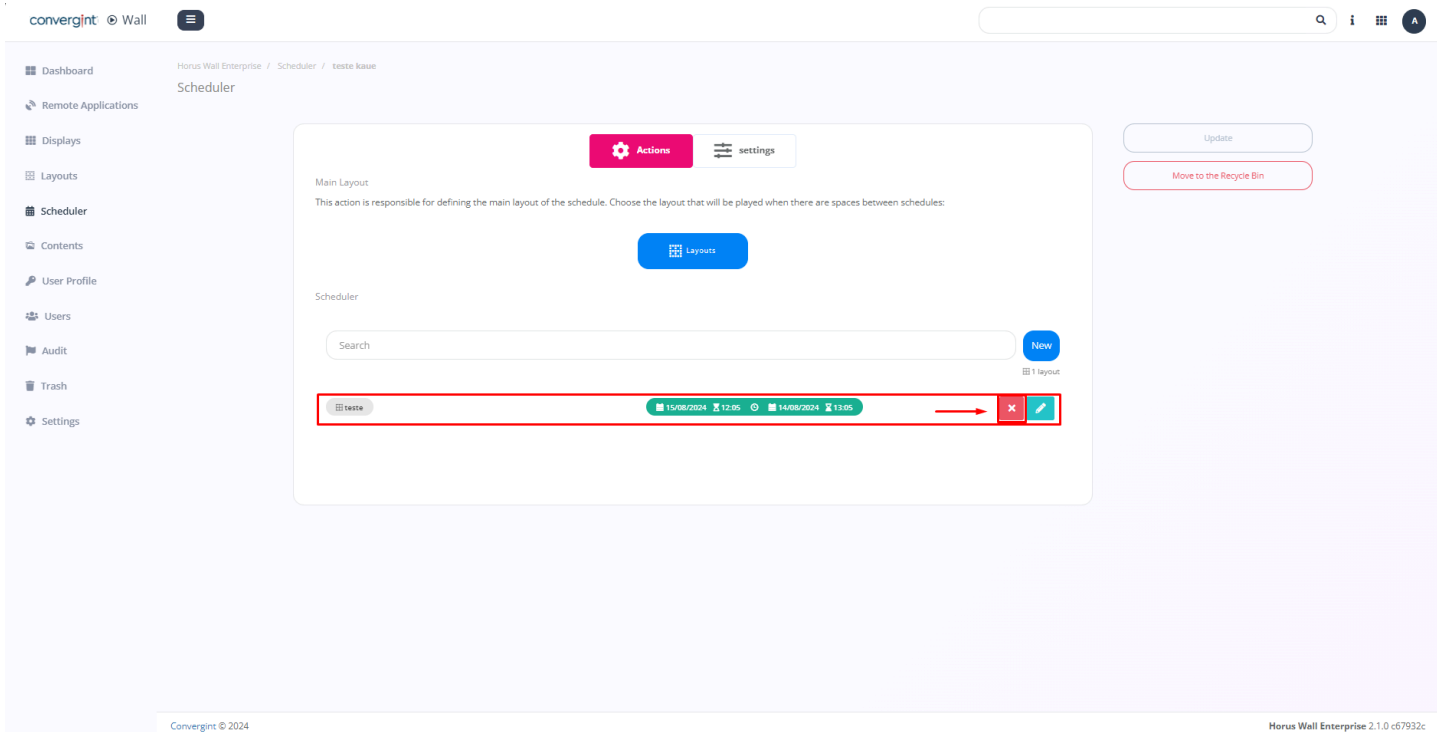 convergint Wall
A
Dashboard
Remote Applications
Displays
Layouts
Scheduler
Contents
User Profile
Users
Audit
Trash
Settings
Horus Wall Enterprise / Scheduler / teste kaue
Scheduler
Actions
settings
Main Layout
This action is responsible for defining the main layout of the schedule. Choose the layout that will be played when there are spaces between schedules:
Layouts
Scheduler
Search
New
1 layout
teste
15/08/2024 12:05 14/08/2024 13:05
Update
Move to the Recycle Bin
Convergint © 2024
Horus Wall Enterprise 2.1.0 c67932c